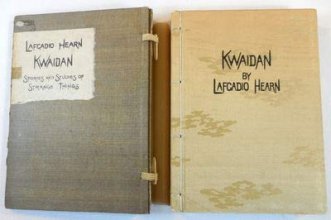 LAFCADIO HEARN
KWAIDAN
STORIES AND STUDIES OF
STRANGE THINGS
KWAIDAN
BY
LAFCADIO HEARN